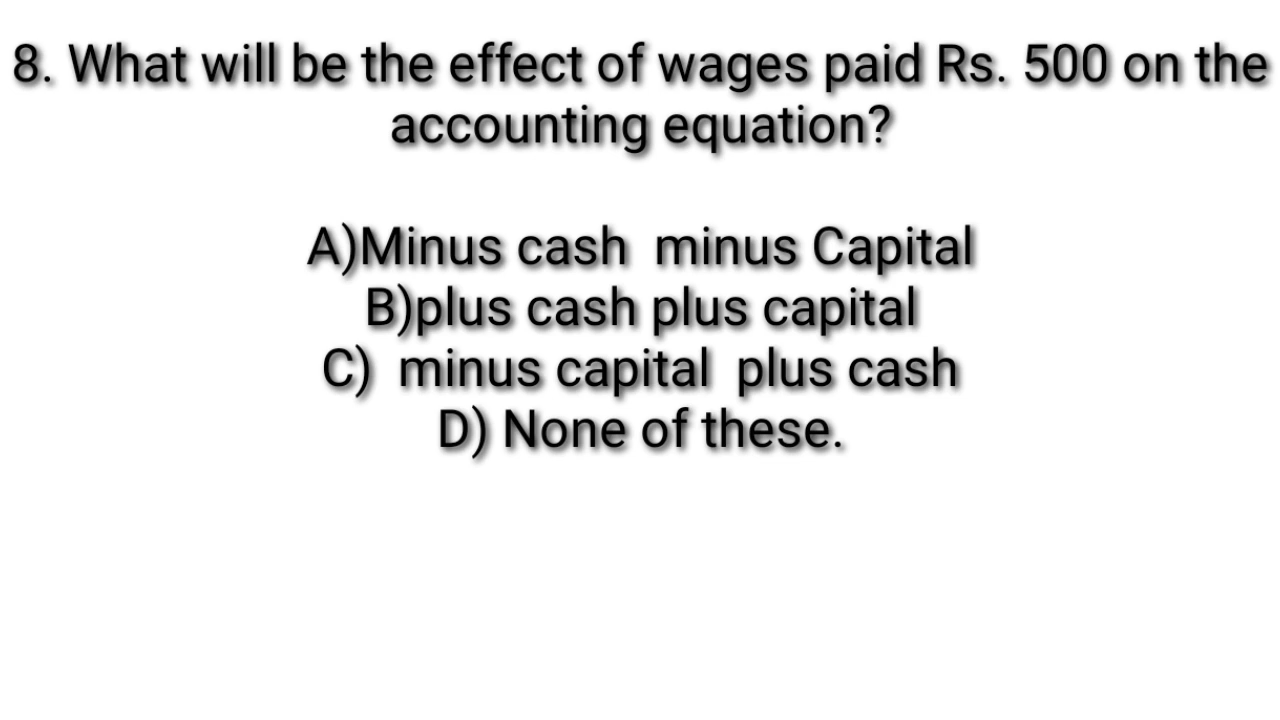 8. What will be the effect of wages paid Rs. 500 on the
accounting equation?
A)Minus cash  minus Capital
B)plus cash plus capital
C)  minus capital  plus cash
D) None of these.